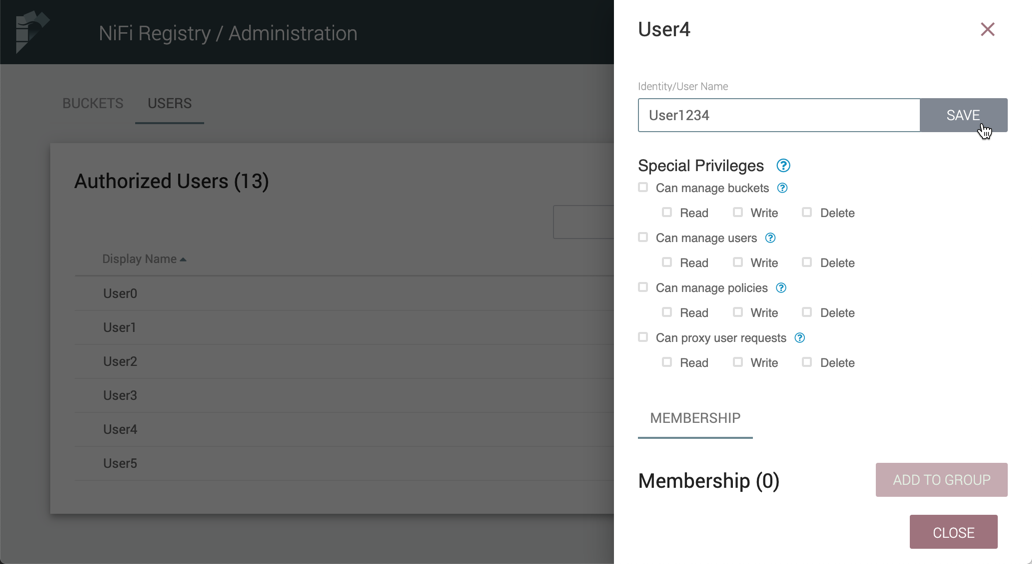 NiFi Registry / Administration
BUCKETS USERS
Authorized Users (13)
Display Name
User0
User1
User2
User3
User4
User5
User4
Identity/User Name
User1234 SAVE
Special Privileges ?
Can manage buckets ?
Read Write Delete
Can manage users ?
Read Write Delete
Can manage policies ?
Read Write Delete
Can proxy user requests ?
Read Write Delete
MEMBERSHIP
Membership (0) ADD TO GROUP
CLOSE